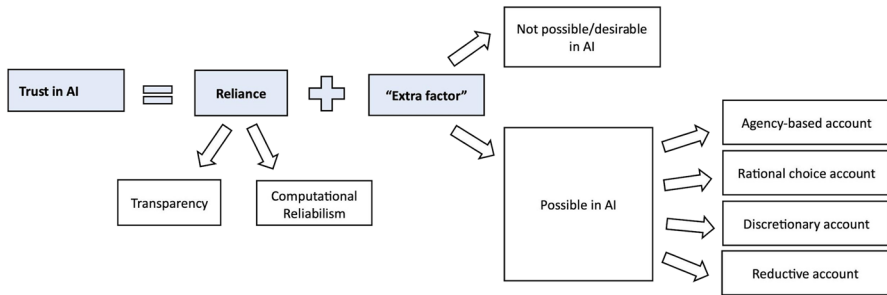 Not possible/desirable
in AI
Trust in AI
Reliance
"Extra factor"
Agency-based account
Rational choice account
Transparency
Computational
Reliabilism
Possible in AI
Discretionary account
Reductive account